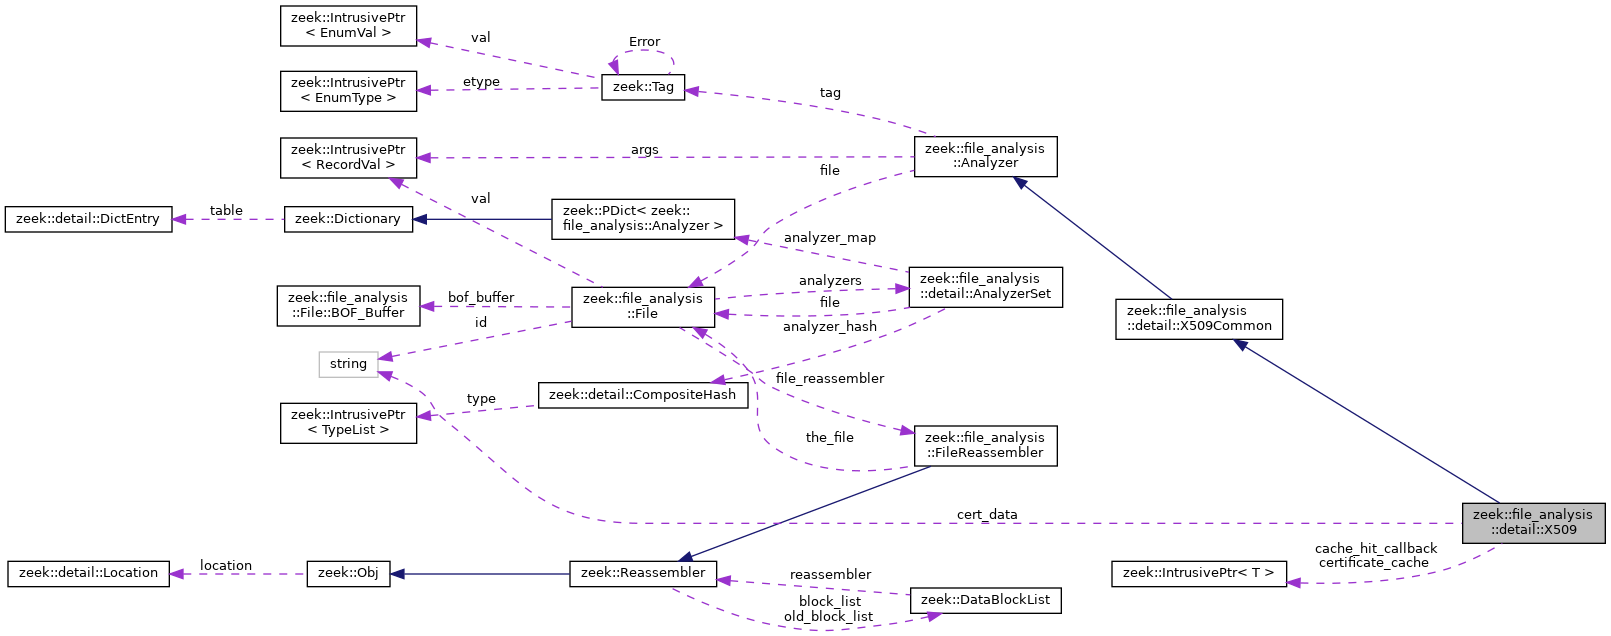 zeek::IntrusivePtr
< EnumVal >
val
Error
zeek::IntrusivePtr
< EnumType >
etype
zeek::Tag
tag
zeek::IntrusivePtr
< RecordVal >
args
zeek::file_analysis
::Analyzer
file
val
zeek::detail::DictEntry
table
zeek::Dictionary
zeek::PDict< zeek::
file_analysis::Analyzer >
analyzer_map
zeek::file_analysis
::File::BOF_Buffer
bof_buffer
zeek::file_analysis
::File
analyzers
file
zeek::file_analysis
::detail::AnalyzerSet
zeek::file_analysis
::detail::X509Common
id
analyzer_hash
string
file_reassembler
zeek::IntrusivePtr
< TypeList >
type
zeek::detail::CompositeHash
the_file
zeek::file_analysis
::FileReassembler
cert_data
zeek::file_analysis
::detail::X509
cache_hit_callback
certificate_cache
zeek::IntrusivePtr< T >
zeek::detail::Location
location
zeek::Obj
zeek::Reassembler
reassembler
block_list
old_block_list
zeek::DataBlockList